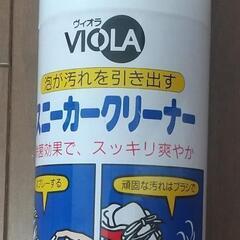 ヴィオラ
VIOLA
泡が汚れを引き出す
スニーカークリーナー
効果で、スッキリ爽やか
頑固な汚れはブラシで